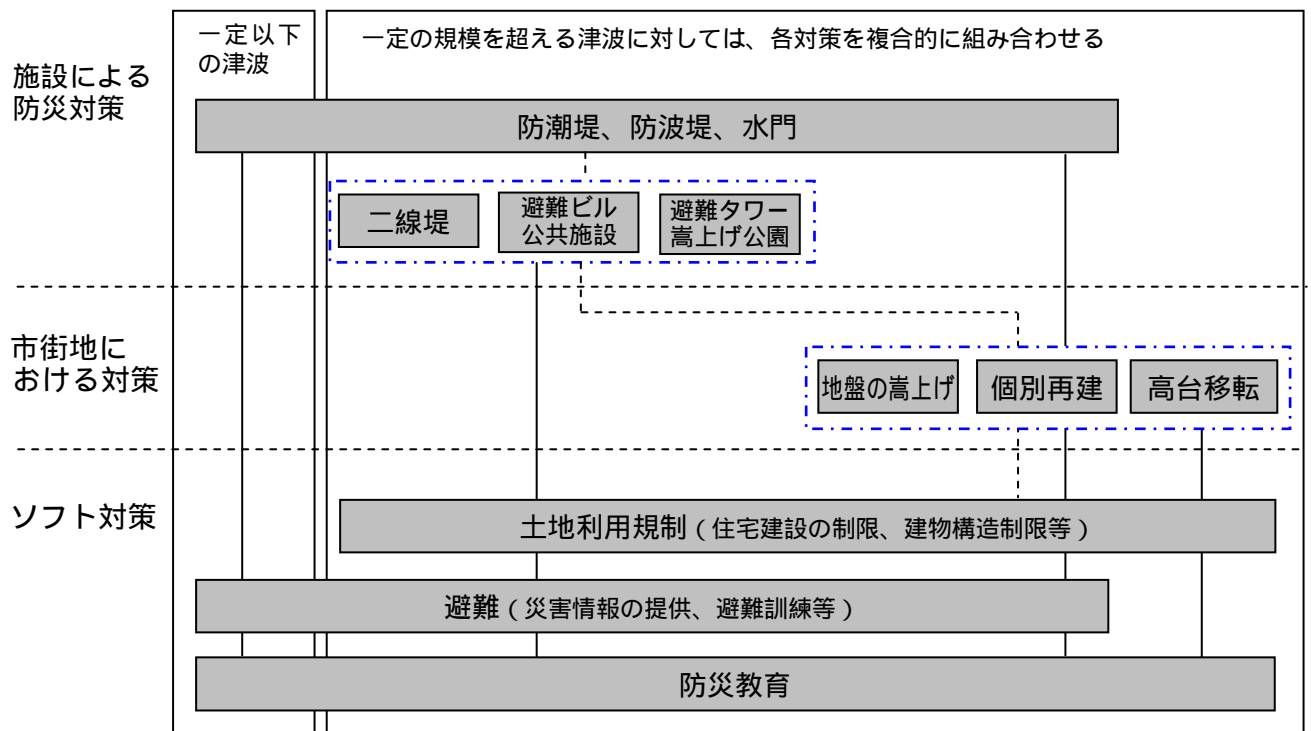 一定以下
の津波
一定の規模を超える津波に対しては、各対策を複合的に組み合わせる
施設による
防災対策
防潮堤、防波堤、水門
二線堤
避難ビル
公共施設
避難タワー
嵩上げ公園
市街地に
おける対策
地盤の嵩上げ
個別再建
高台移転
ソフト対策
土地利用規制（住宅建設の制限、建物構造制限等）
避難（災害情報の提供、避難訓練等）
防災教育